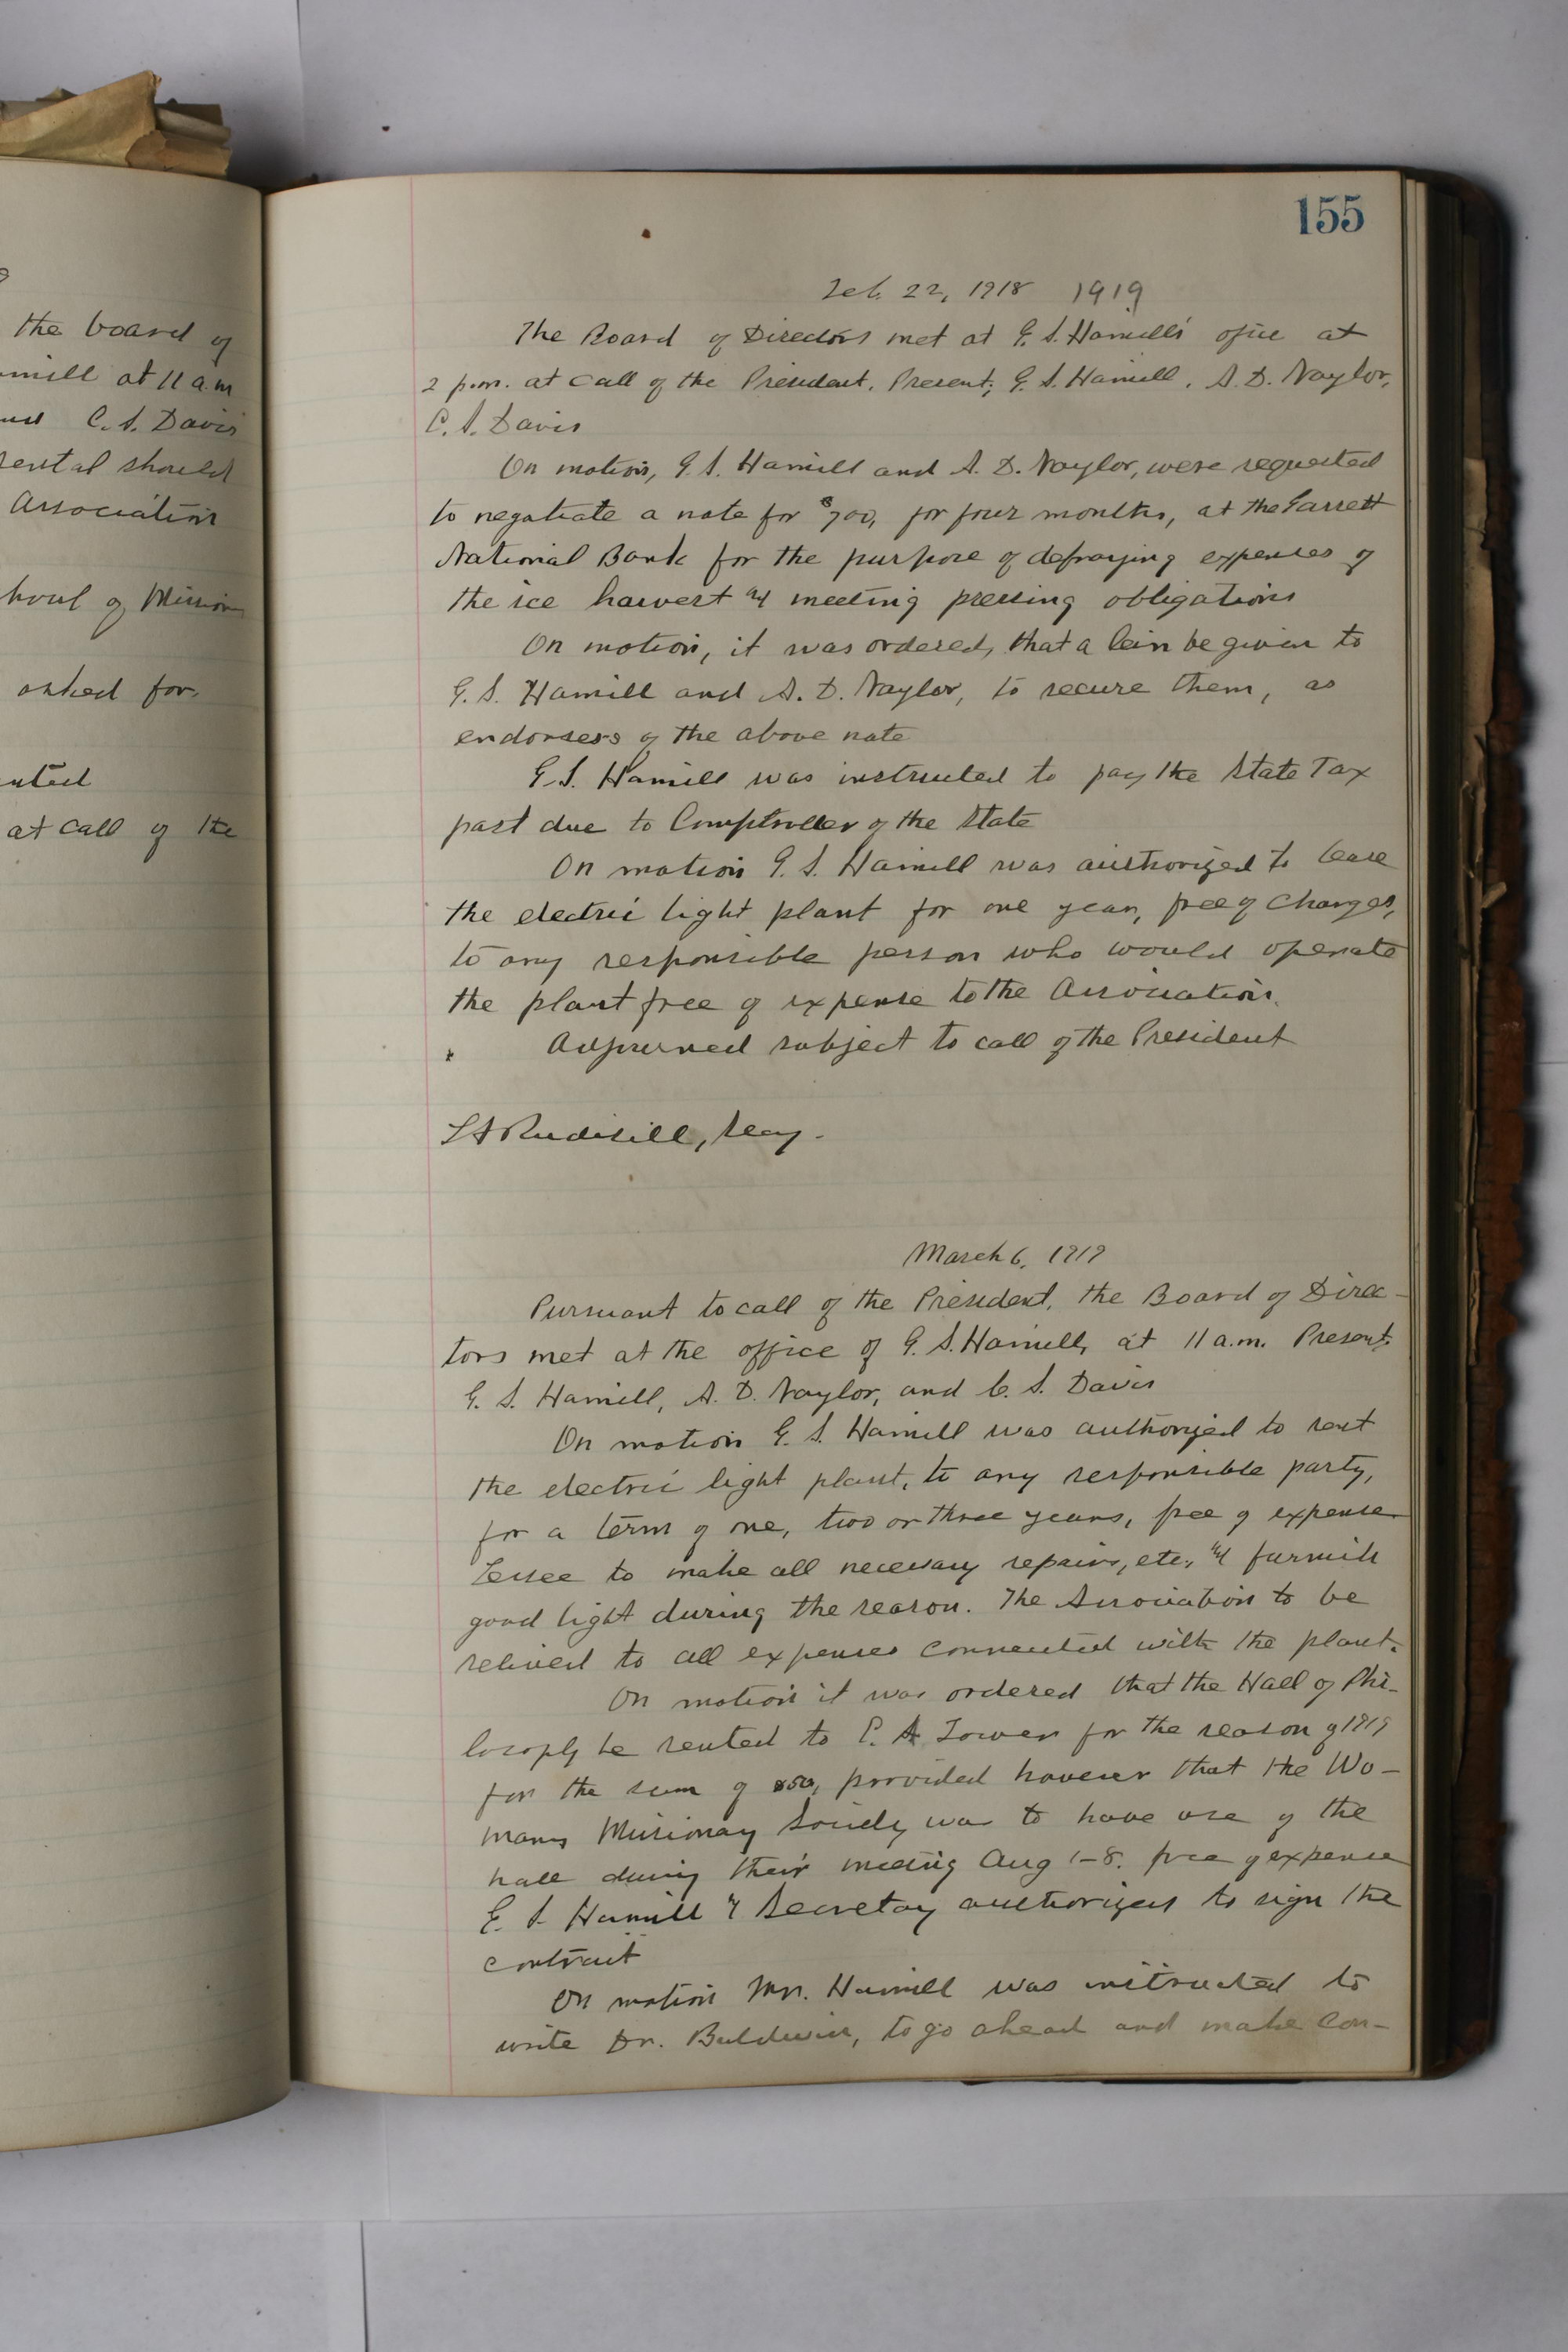 the board of
mill at 11 a.m
C. S. Davis
rental should
Association
of Mission
asked for
at call of the
155
Feb. 22, 1918 1919
The Board of Directors met at G. S. Hamills' ofice at
2 p.m. at call of the President. Present; G. S. Hamill, A. D. Naylor,
C. S. Davis
On motion, G. S. Hamill and A. D. Naylor, were requested
to negotiate a note for $700, for four months, at the Garrett
National Bank for the purpose of defraying expenses of
the ice harvest and meeting pressing obligations
On motion, it was ordered, that a lein be given to
G. S. Hamill and A. D. Naylor, to secure them, as
endorsers of the above note
G. S. Hamill was instructed to pay the State Tax
past due to Comptroller of the State
On motion G. S. Hamill was authorized to lease
the electric light plant for one year, free of charges,
to any responsible person who would operate
the plant free of expense to the Association.
Adjourned subject to call of the President
L A Rudisill, Secy.
March 6, 1919
Pursuant to call of the President, the Board of Direc-
tors met at the office of G. S. Hamill, at 11 a.m. Present,
G. S. Hamill, A. D. Naylor, and C. S. Davis
On motion G. S. Hamill was authorized to rent
the electric light plant, to any responsible party,
for a term of one, two or three years, free of expense
Lessee to make all necessary repairs, etc., and furnish
good light during the season. The Association to be
relived to all expenses connected with the plant.
On motion it was ordered that the Hall of Phi-
losophy be rented to E. A Lower for the season of 1919
for the sum of $50, provided however that the Wo-
mans Missionary Society was to have use of the
hall during their meeting Aug 1-8. free of expense
G. S. Hamill & Secretary authorized to sign the
contract
On motion Mr. Hamill was instructed to
write Dr. Baldwin, to go ahead and make con-